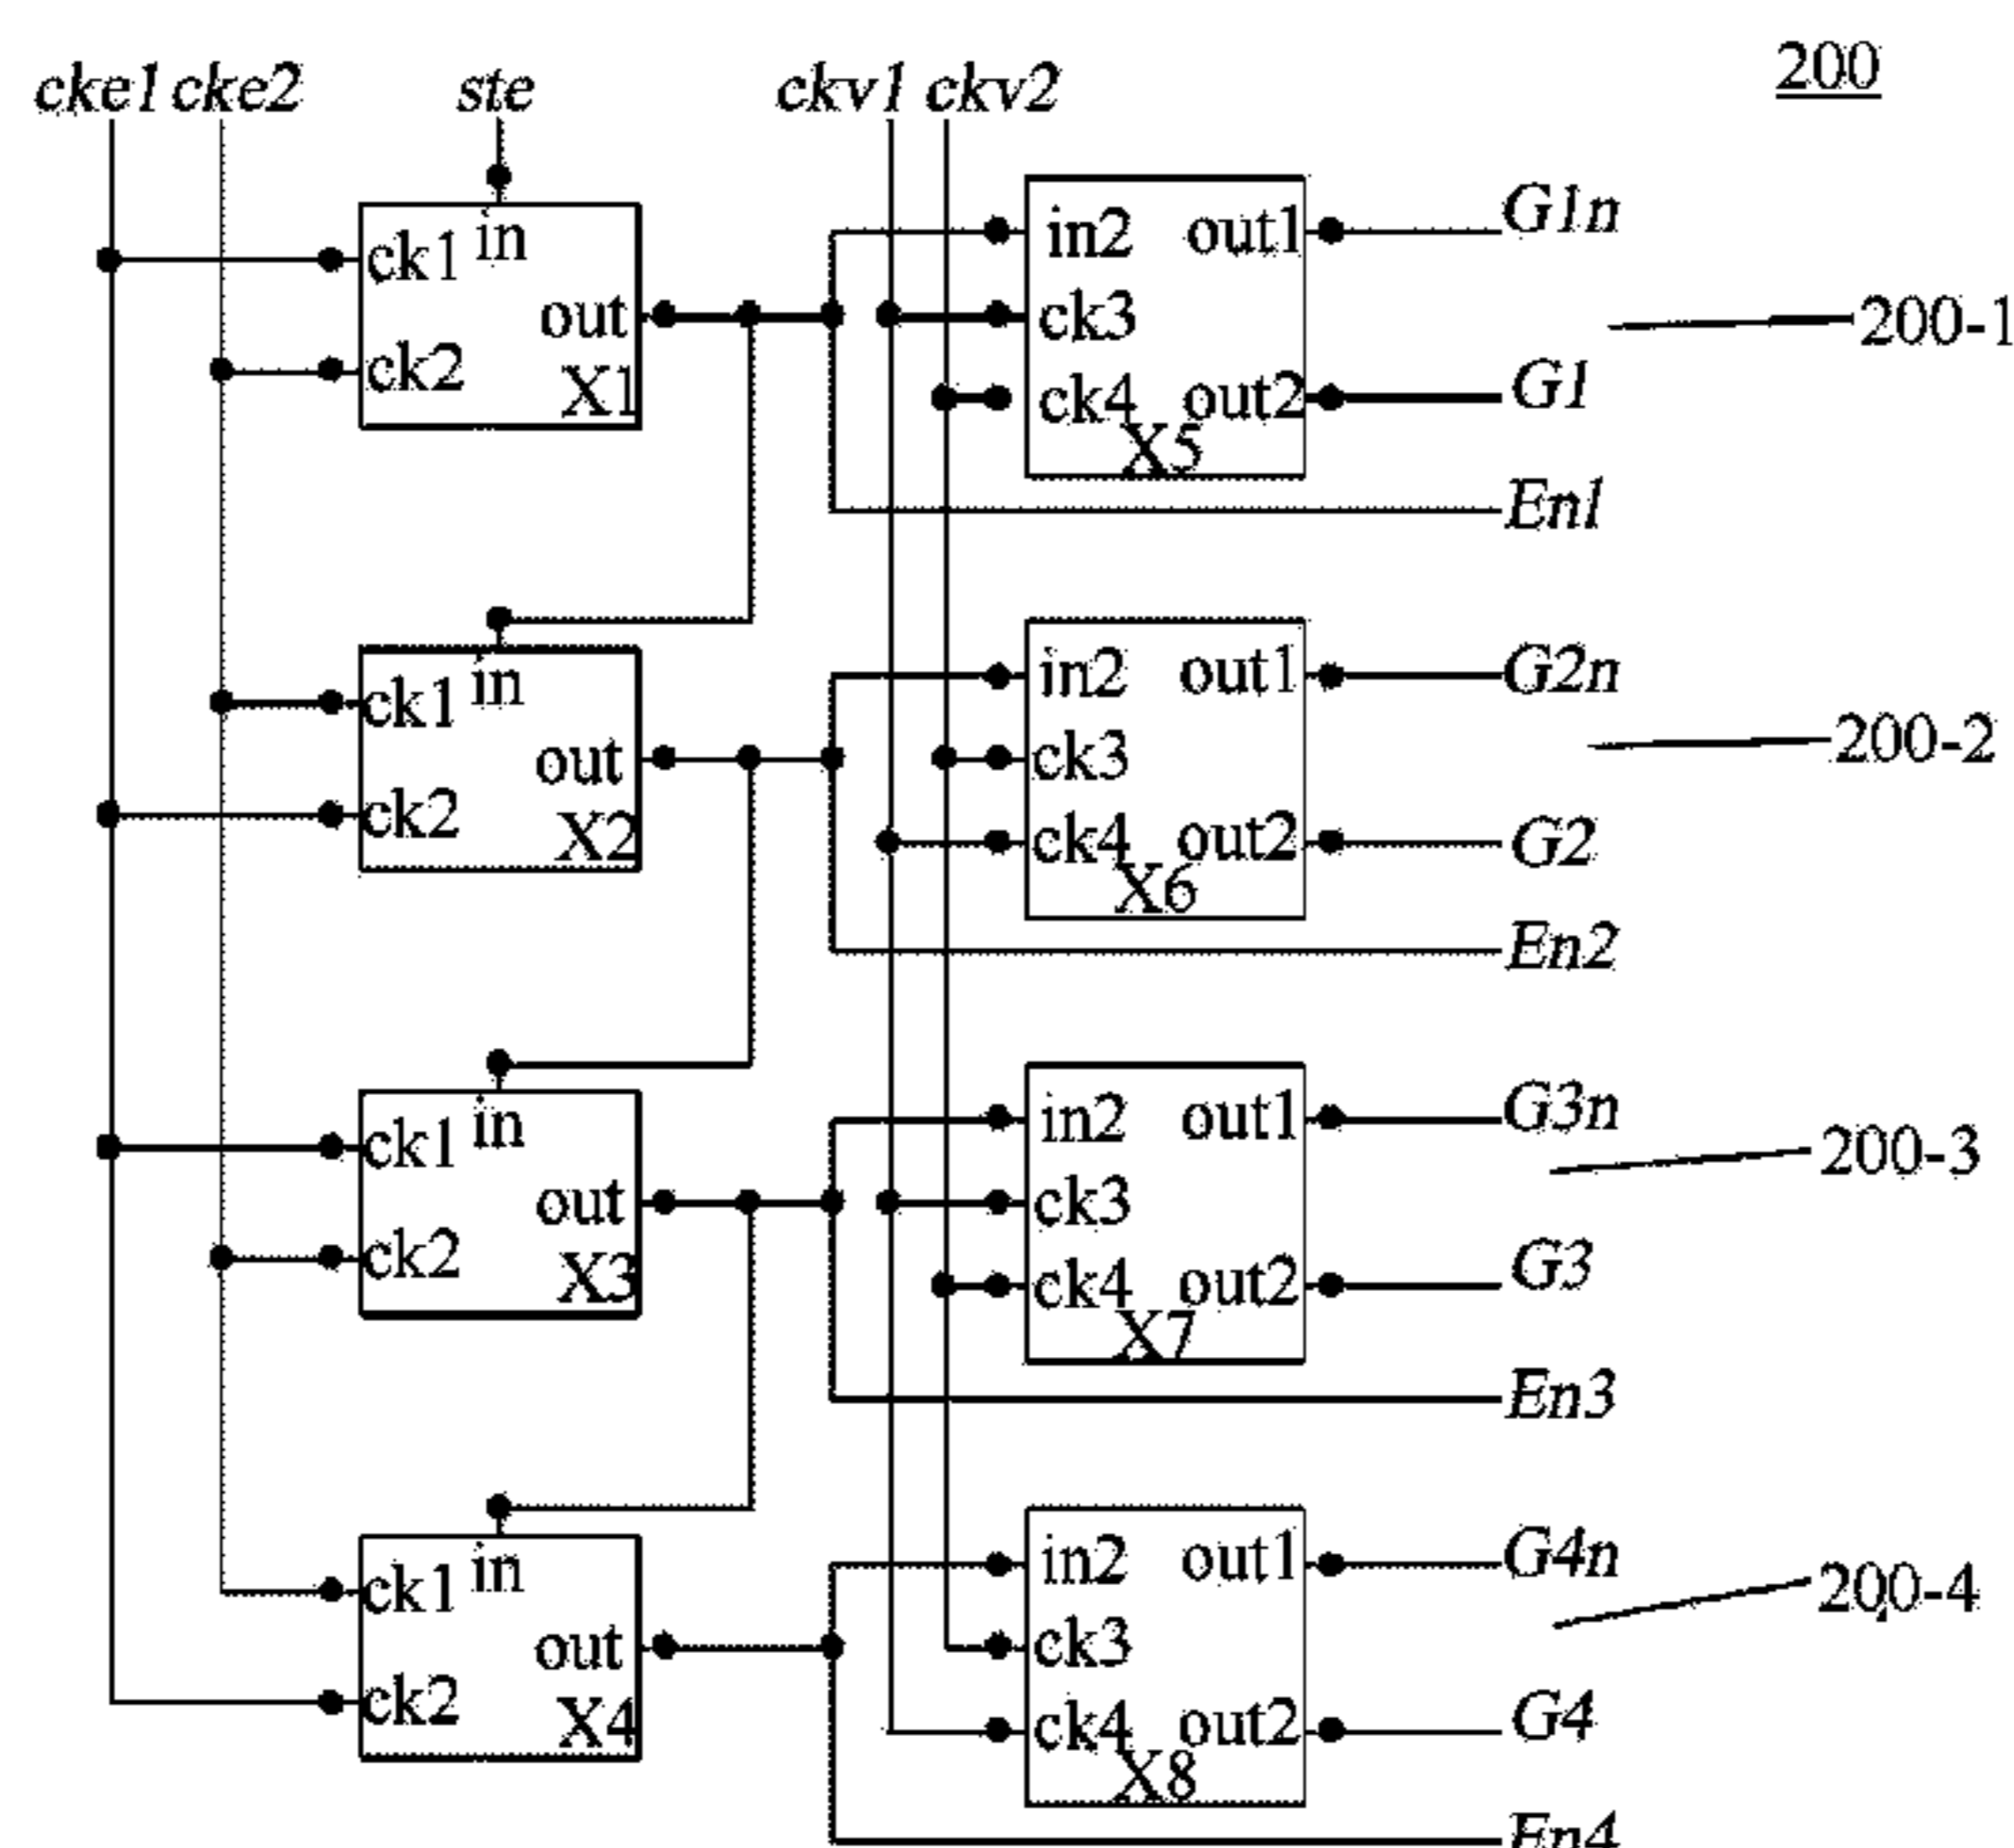 200
cke1 cke2 ste ckv1 ckv2
in
ck1
out
ck2
X1
in2 out1
ck3
ck4 out2
X5
G1n
200-1
G1
En1
in
ck1
out
ck2
X2
in2 out1
ck3
ck4 out2
X6
G2n
200-2
G2
En2
in
ck1
out
ck2
X3
in2 out1
ck3
ck4 out2
X7
G3n
200-3
G3
En3
in
ck1
out
ck2
X4
in2 out1
ck3
ck4 out2
X8
G4n
200-4
G4
En4